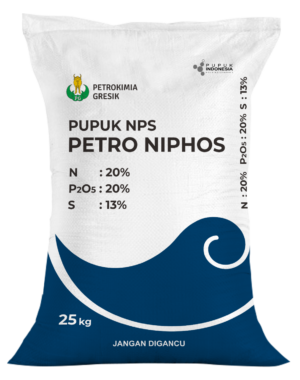 PETROKIMIA
GRESIK
PUPUK
INDONESIA
PUPUK NPS
PETRO NIPHOS
N : 20%
P2O5 : 20%
S : 13%
N : 20% P2O5 : 20% S : 13%
25 kg
JANGAN DIGANCU